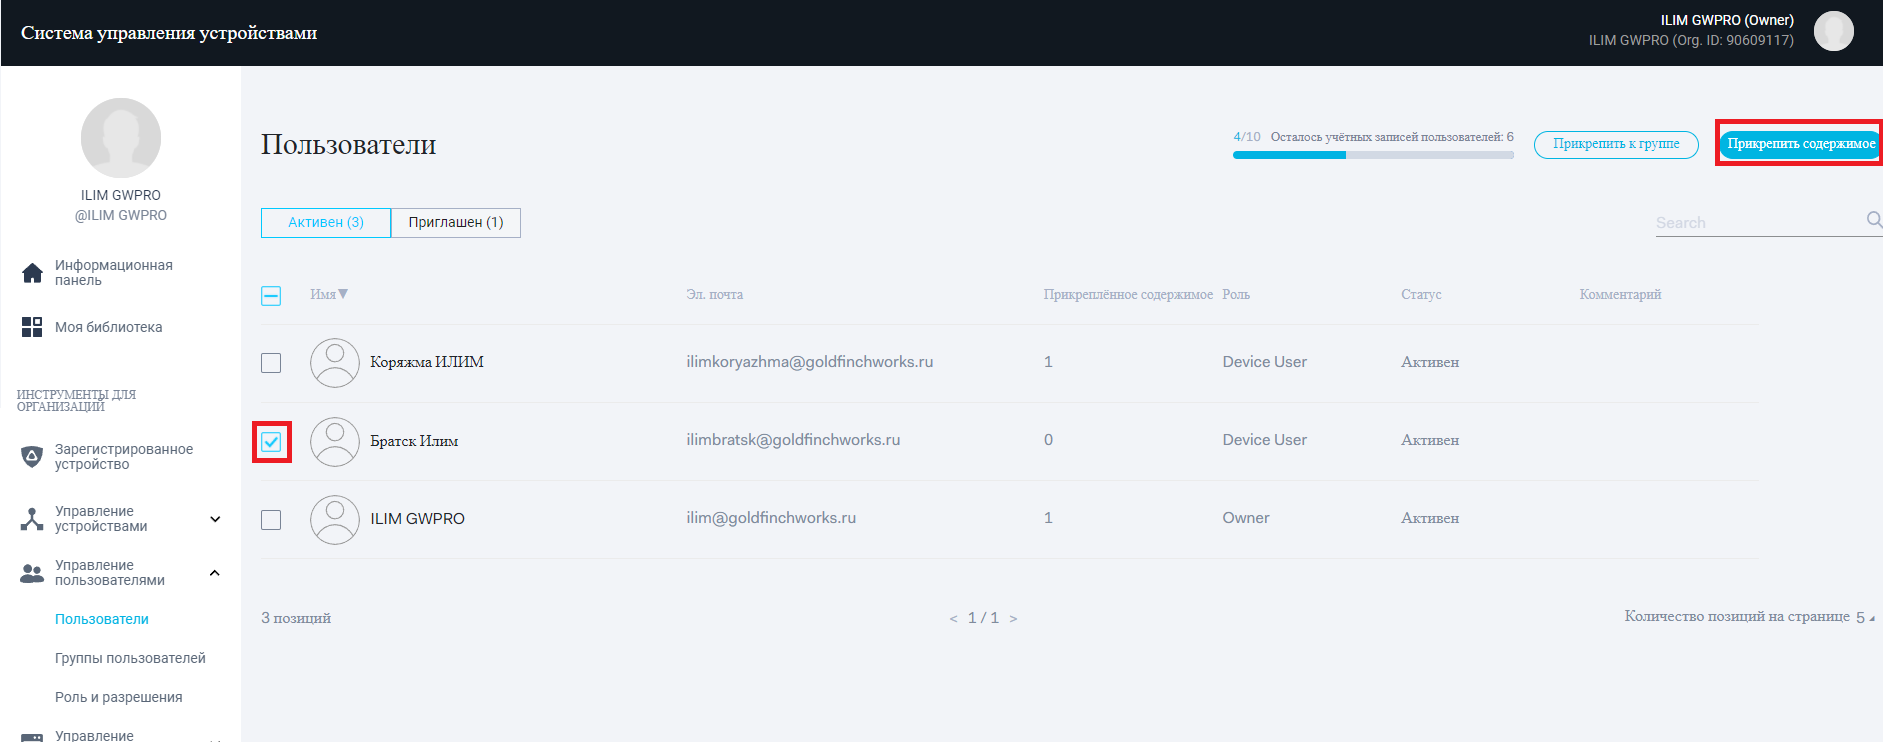 Система управления устройствами
ILIM GWPRO (Owner)
ILIM GWPRO (Org. ID: 90609117)
ILIM GWPRO
@ILIM GWPRO
Информационная
панель
Моя библиотека
ИНСТРУМЕНТЫ ДЛЯ
ОРГАНИЗАЦИЙ
Зарегистрированное
устройство
Управление
устройствами
Управление
пользователями
Пользователи
Группы пользователей
Роль и разрешения
Управление
Пользователи
4/10 Осталось учётных записей пользователей: 6
Прикрепить к группе
Прикрепить содержимое
Активен (3)
Приглашен (1)
Search
Имя▼ Эл. почта Прикреплённое содержимое Роль Статус Комментарий
Коряжма ИЛИМ ilimkoryazhma@goldfinchworks.ru 1 Device User Активен
Братск Илим ilimbratsk@goldfinchworks.ru 0 Device User Активен
ILIM GWPRO ilim@goldfinchworks.ru 1 Owner Активен
3 позиций < 1 / 1 > Количество позиций на странице 5